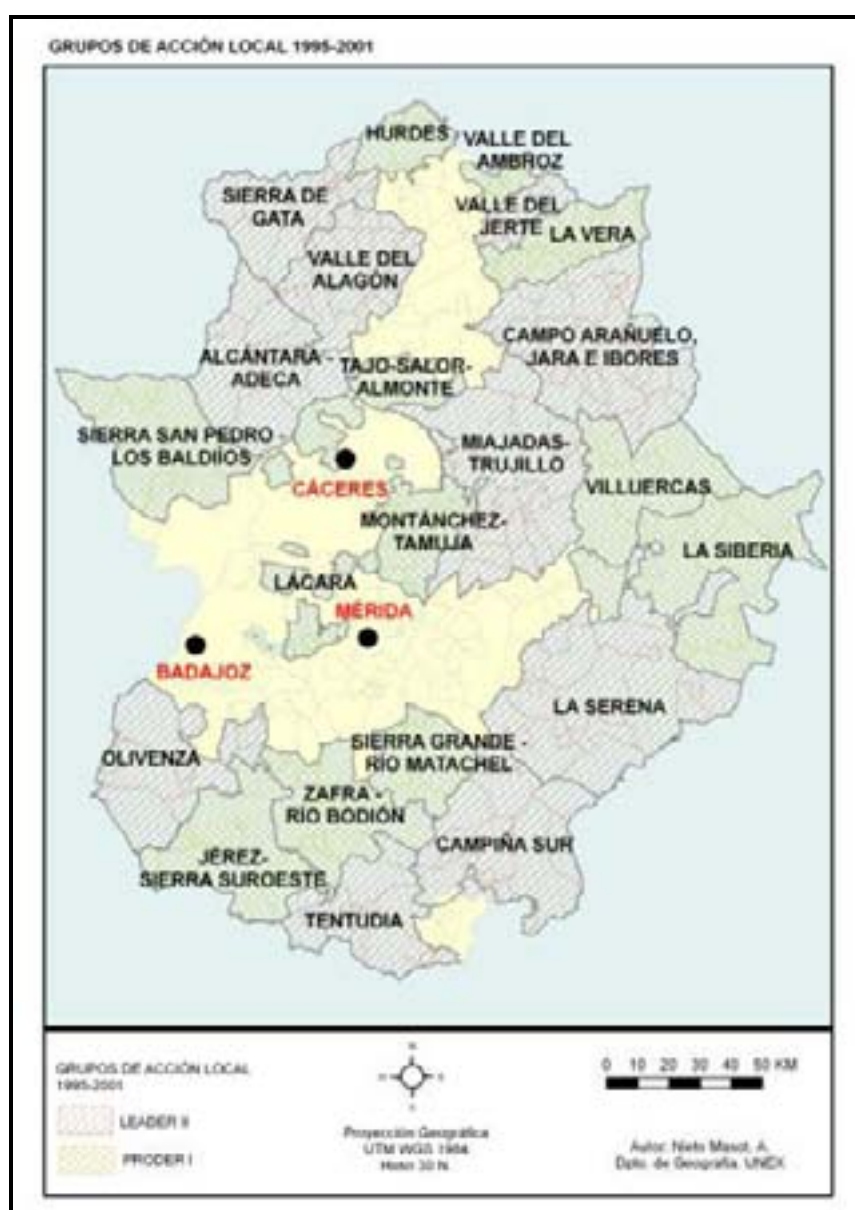 GRUPOS DE ACCIÓN LOCAL 1995-2001
HURDES
VALLE DEL
AMBROZ
SIERRA DE
GATA
VALLE DEL
JERTE
LA VERA
VALLE DEL
ALAGÓN
CAMPO ARAÑUELO,
JARA E IBORES
ALCÁNTARA -
ADECA
TAJO-SALOR-
ALMONTE
SIERRA SAN PEDRO -
LOS BALDÍIOS
MIAJADAS-
TRUJILLO
CÁCERES
VILLUERCAS
MONTÁNCHEZ-
TAMUJA
LA SIBERIA
LÁCARA
MÉRIDA
BADAJOZ
LA SERENA
OLIVENZA
SIERRA GRANDE -
RÍO MATACHEL
ZAFRA -
RÍO BODIÓN
CAMPIÑA SUR
JÉREZ-
SIERRA SUROESTE
TENTUDIA
GRUPOS DE ACCIÓN LOCAL
1995-2001
LEADER II
PRODER I
N
Proyección Geográfica
UTM WGS 1984
Huso 30 N.
0 10 20 30 40 50 KM
Autor: Nieto Masot, A.
Dpto. de Geografía, UNEX